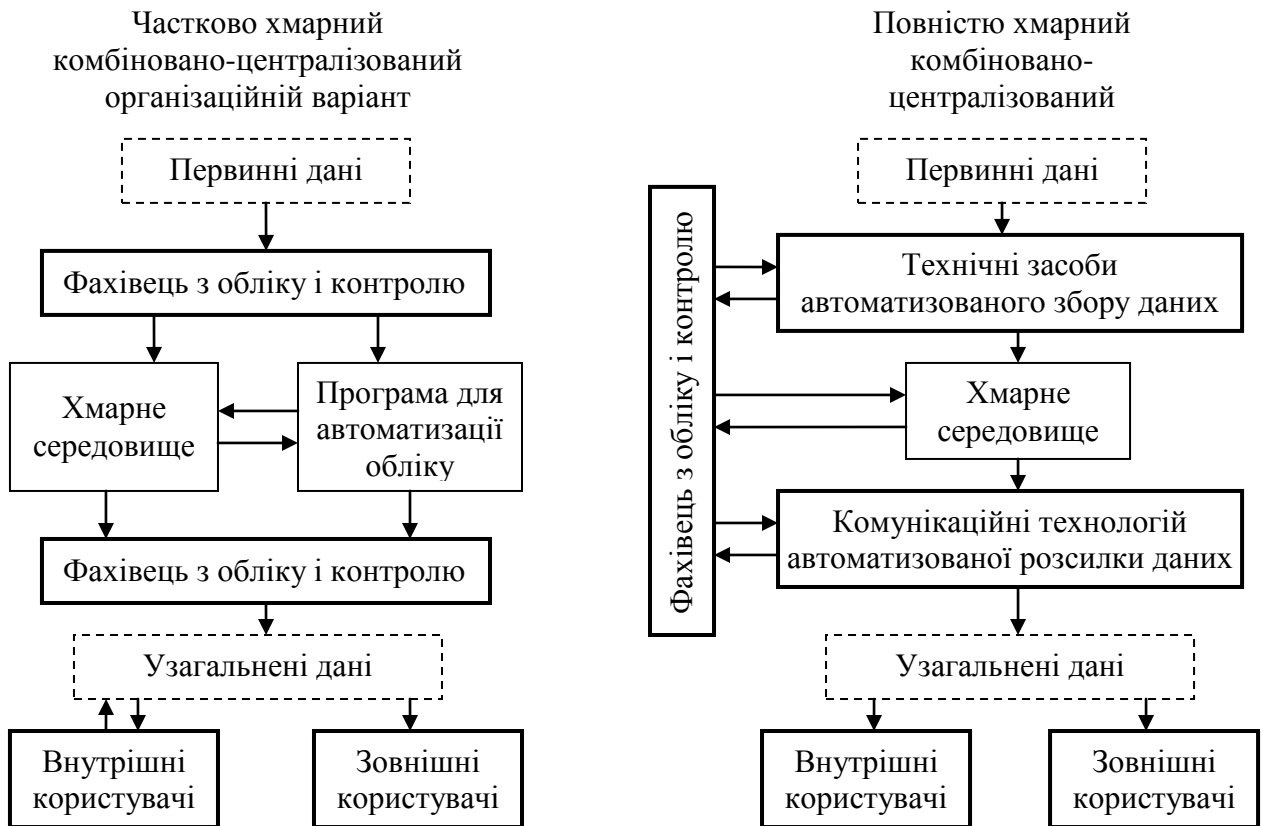 Частково хмарний
комбіновано-централізований
організаційній варіант
Первинні дані
Фахівець з обліку і контролю
Хмарне
середовище
Програма для
автоматизації
обліку
Фахівець з обліку і контролю
Узагальнені дані
Внутрішні
користувачі
Зовнішні
користувачі
Повністю хмарний
комбіновано-
централізований
Первинні дані
Фахівець з обліку і контролю
Технічні засоби
автоматизованого збору даних
Хмарне
середовище
Комунікаційні технологій
автоматизованої розсилки даних
Узагальнені дані
Внутрішні
користувачі
Зовнішні
користувачі